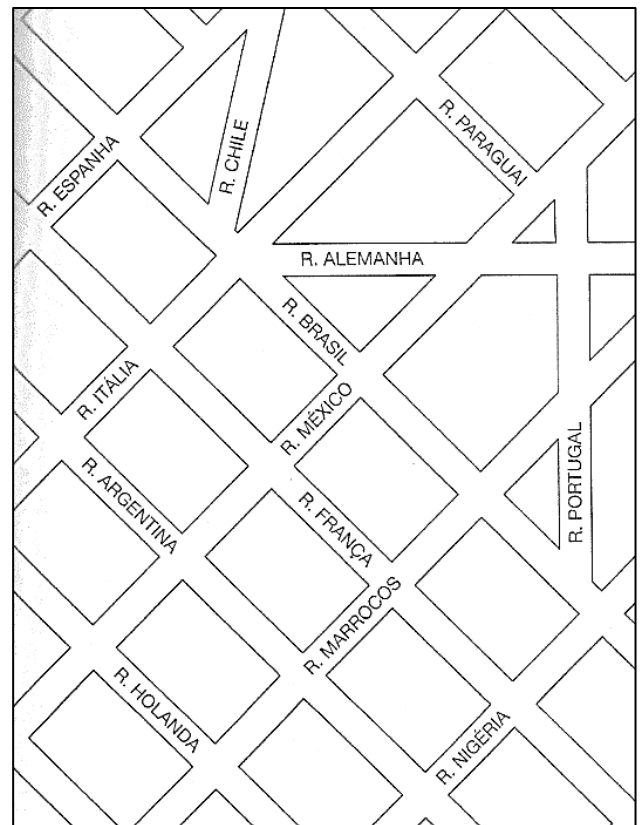 R. PARAGUAI
R. CHILE
R. ESPANHA
R. ALEMANHA
R. BRASIL
R. ITÁLIA
R. MÉXICO
R. ARGENTINA
R. FRANÇA
R. PORTUGAL
R. MARROCOS
R. HOLANDA
R. NIGÉRIA